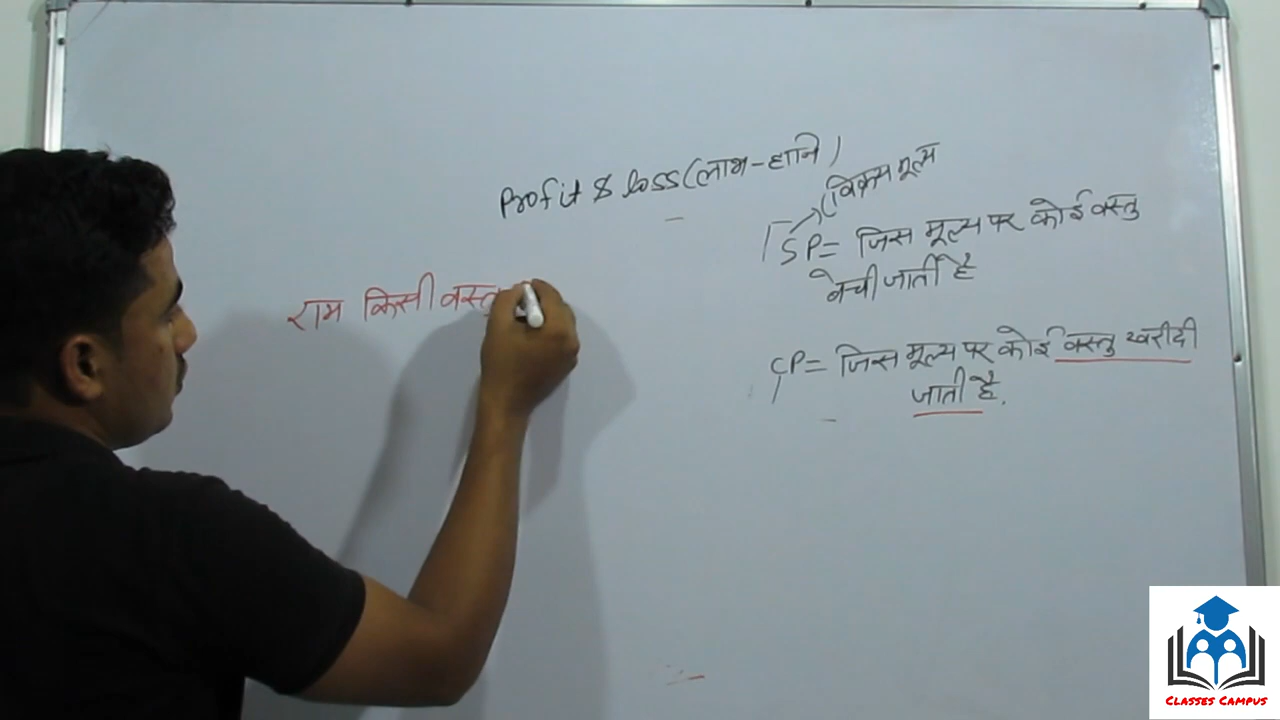 Profit & loss (लाभ-हानि)
(विक्रय मूल्य
SP = जिस मूल्य पर कोई वस्तु
बेची जाती है
CP = जिस मूल्य पर कोई वस्तु खरीदी
जाती है.
राम किसी वस्तु
CLASSES CAMPUS